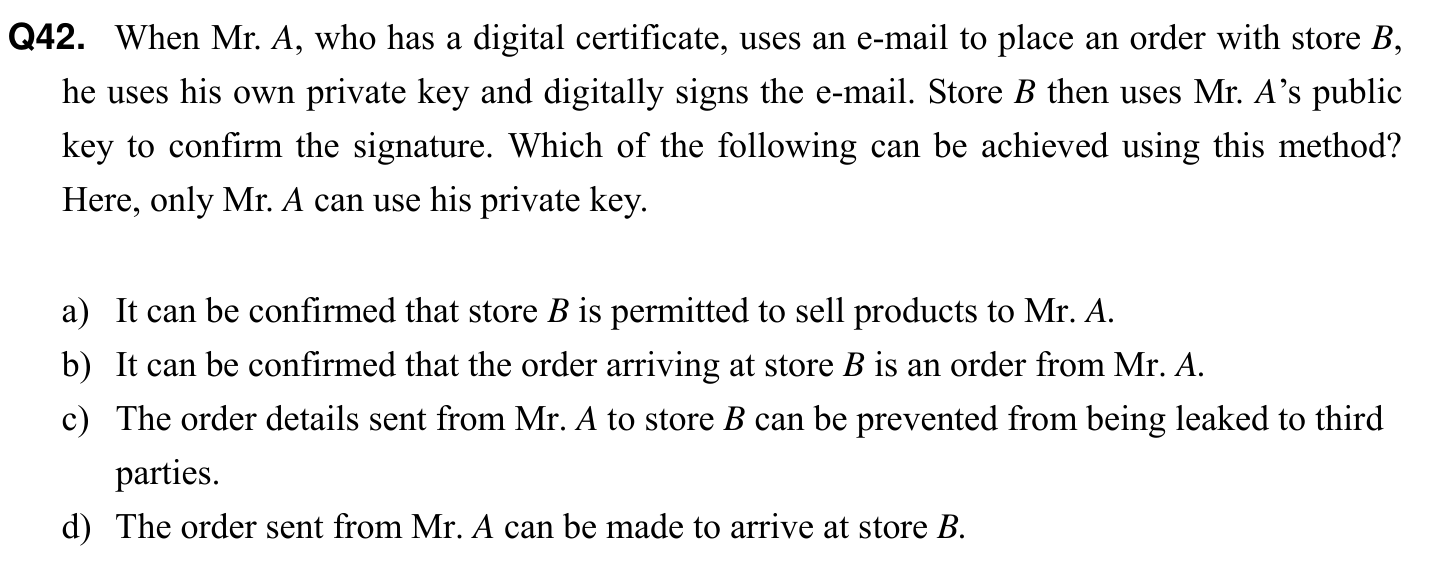 Q42. When Mr. A, who has a digital certificate, uses an e-mail to place an order with store B,
he uses his own private key and digitally signs the e-mail. Store B then uses Mr. A’s public
key to confirm the signature. Which of the following can be achieved using this method?
Here, only Mr. A can use his private key.
a) It can be confirmed that store B is permitted to sell products to Mr. A.
b) It can be confirmed that the order arriving at store B is an order from Mr. A.
c) The order details sent from Mr. A to store B can be prevented from being leaked to third
parties.
d) The order sent from Mr. A can be made to arrive at store B.